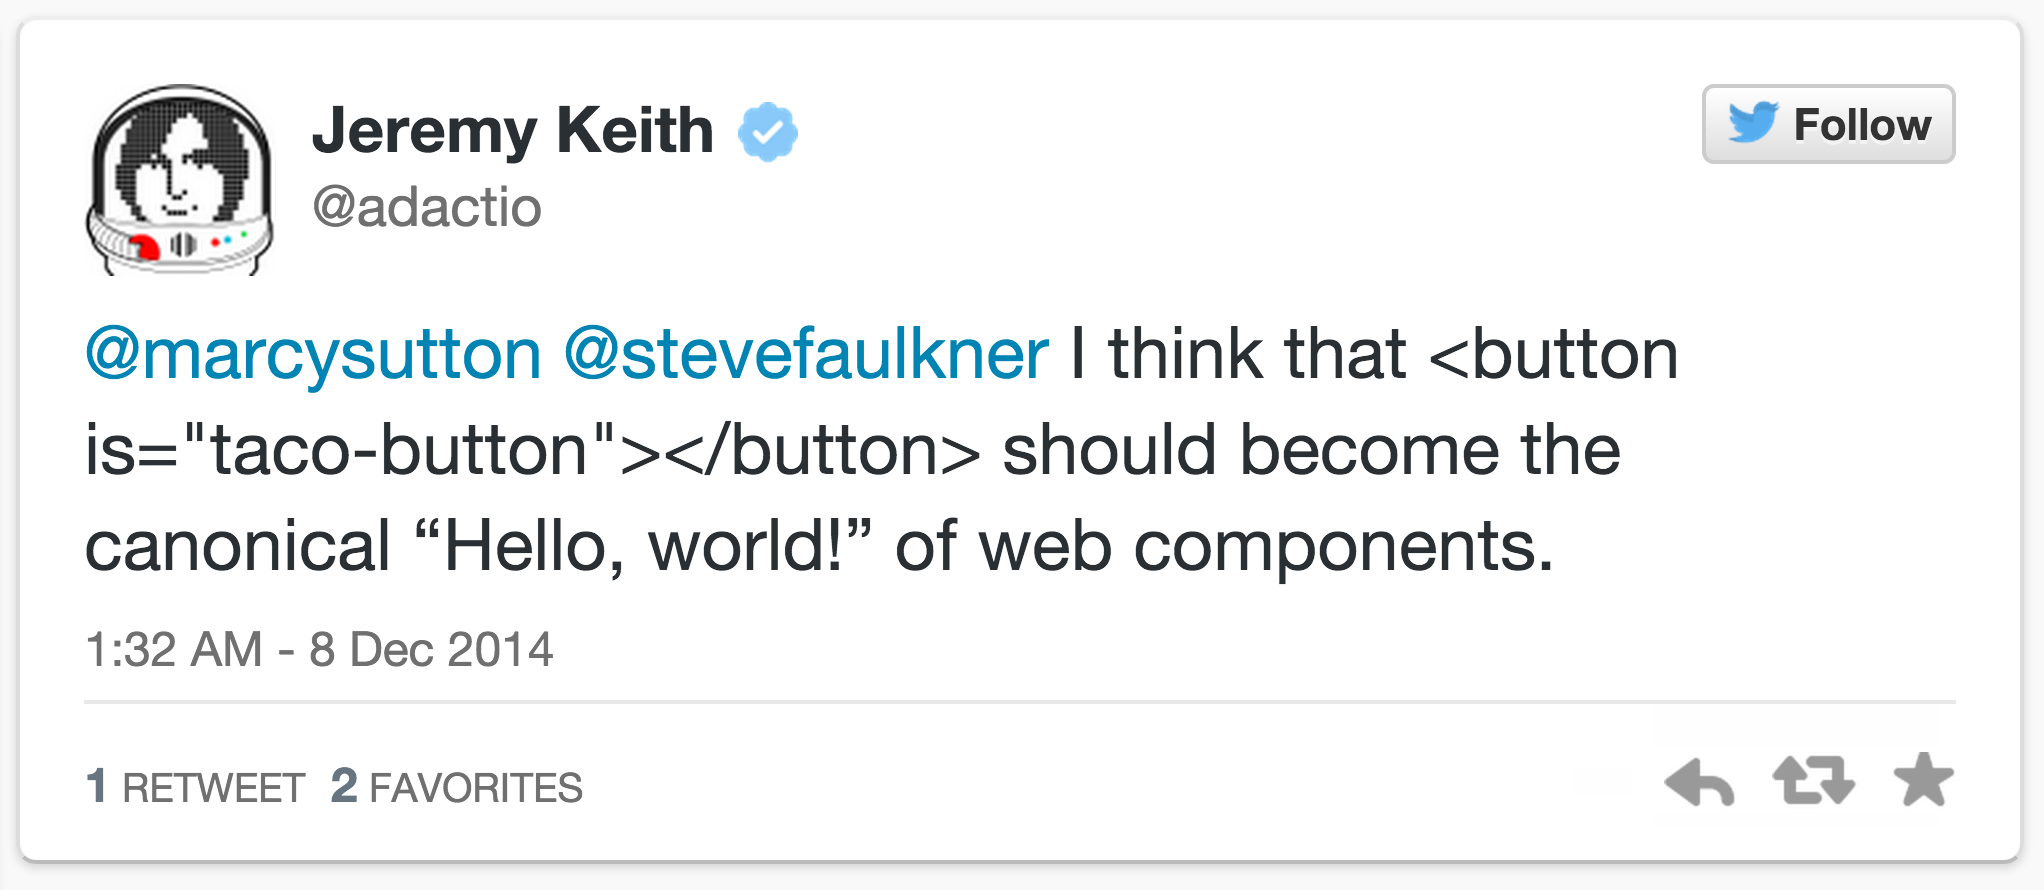 Jeremy Keith
@adactio
Follow
@marcysutton @stevefaulkner I think that <button
is="taco-button"></button> should become the
canonical “Hello, world!” of web components.
1:32 AM - 8 Dec 2014
1 RETWEET 2 FAVORITES